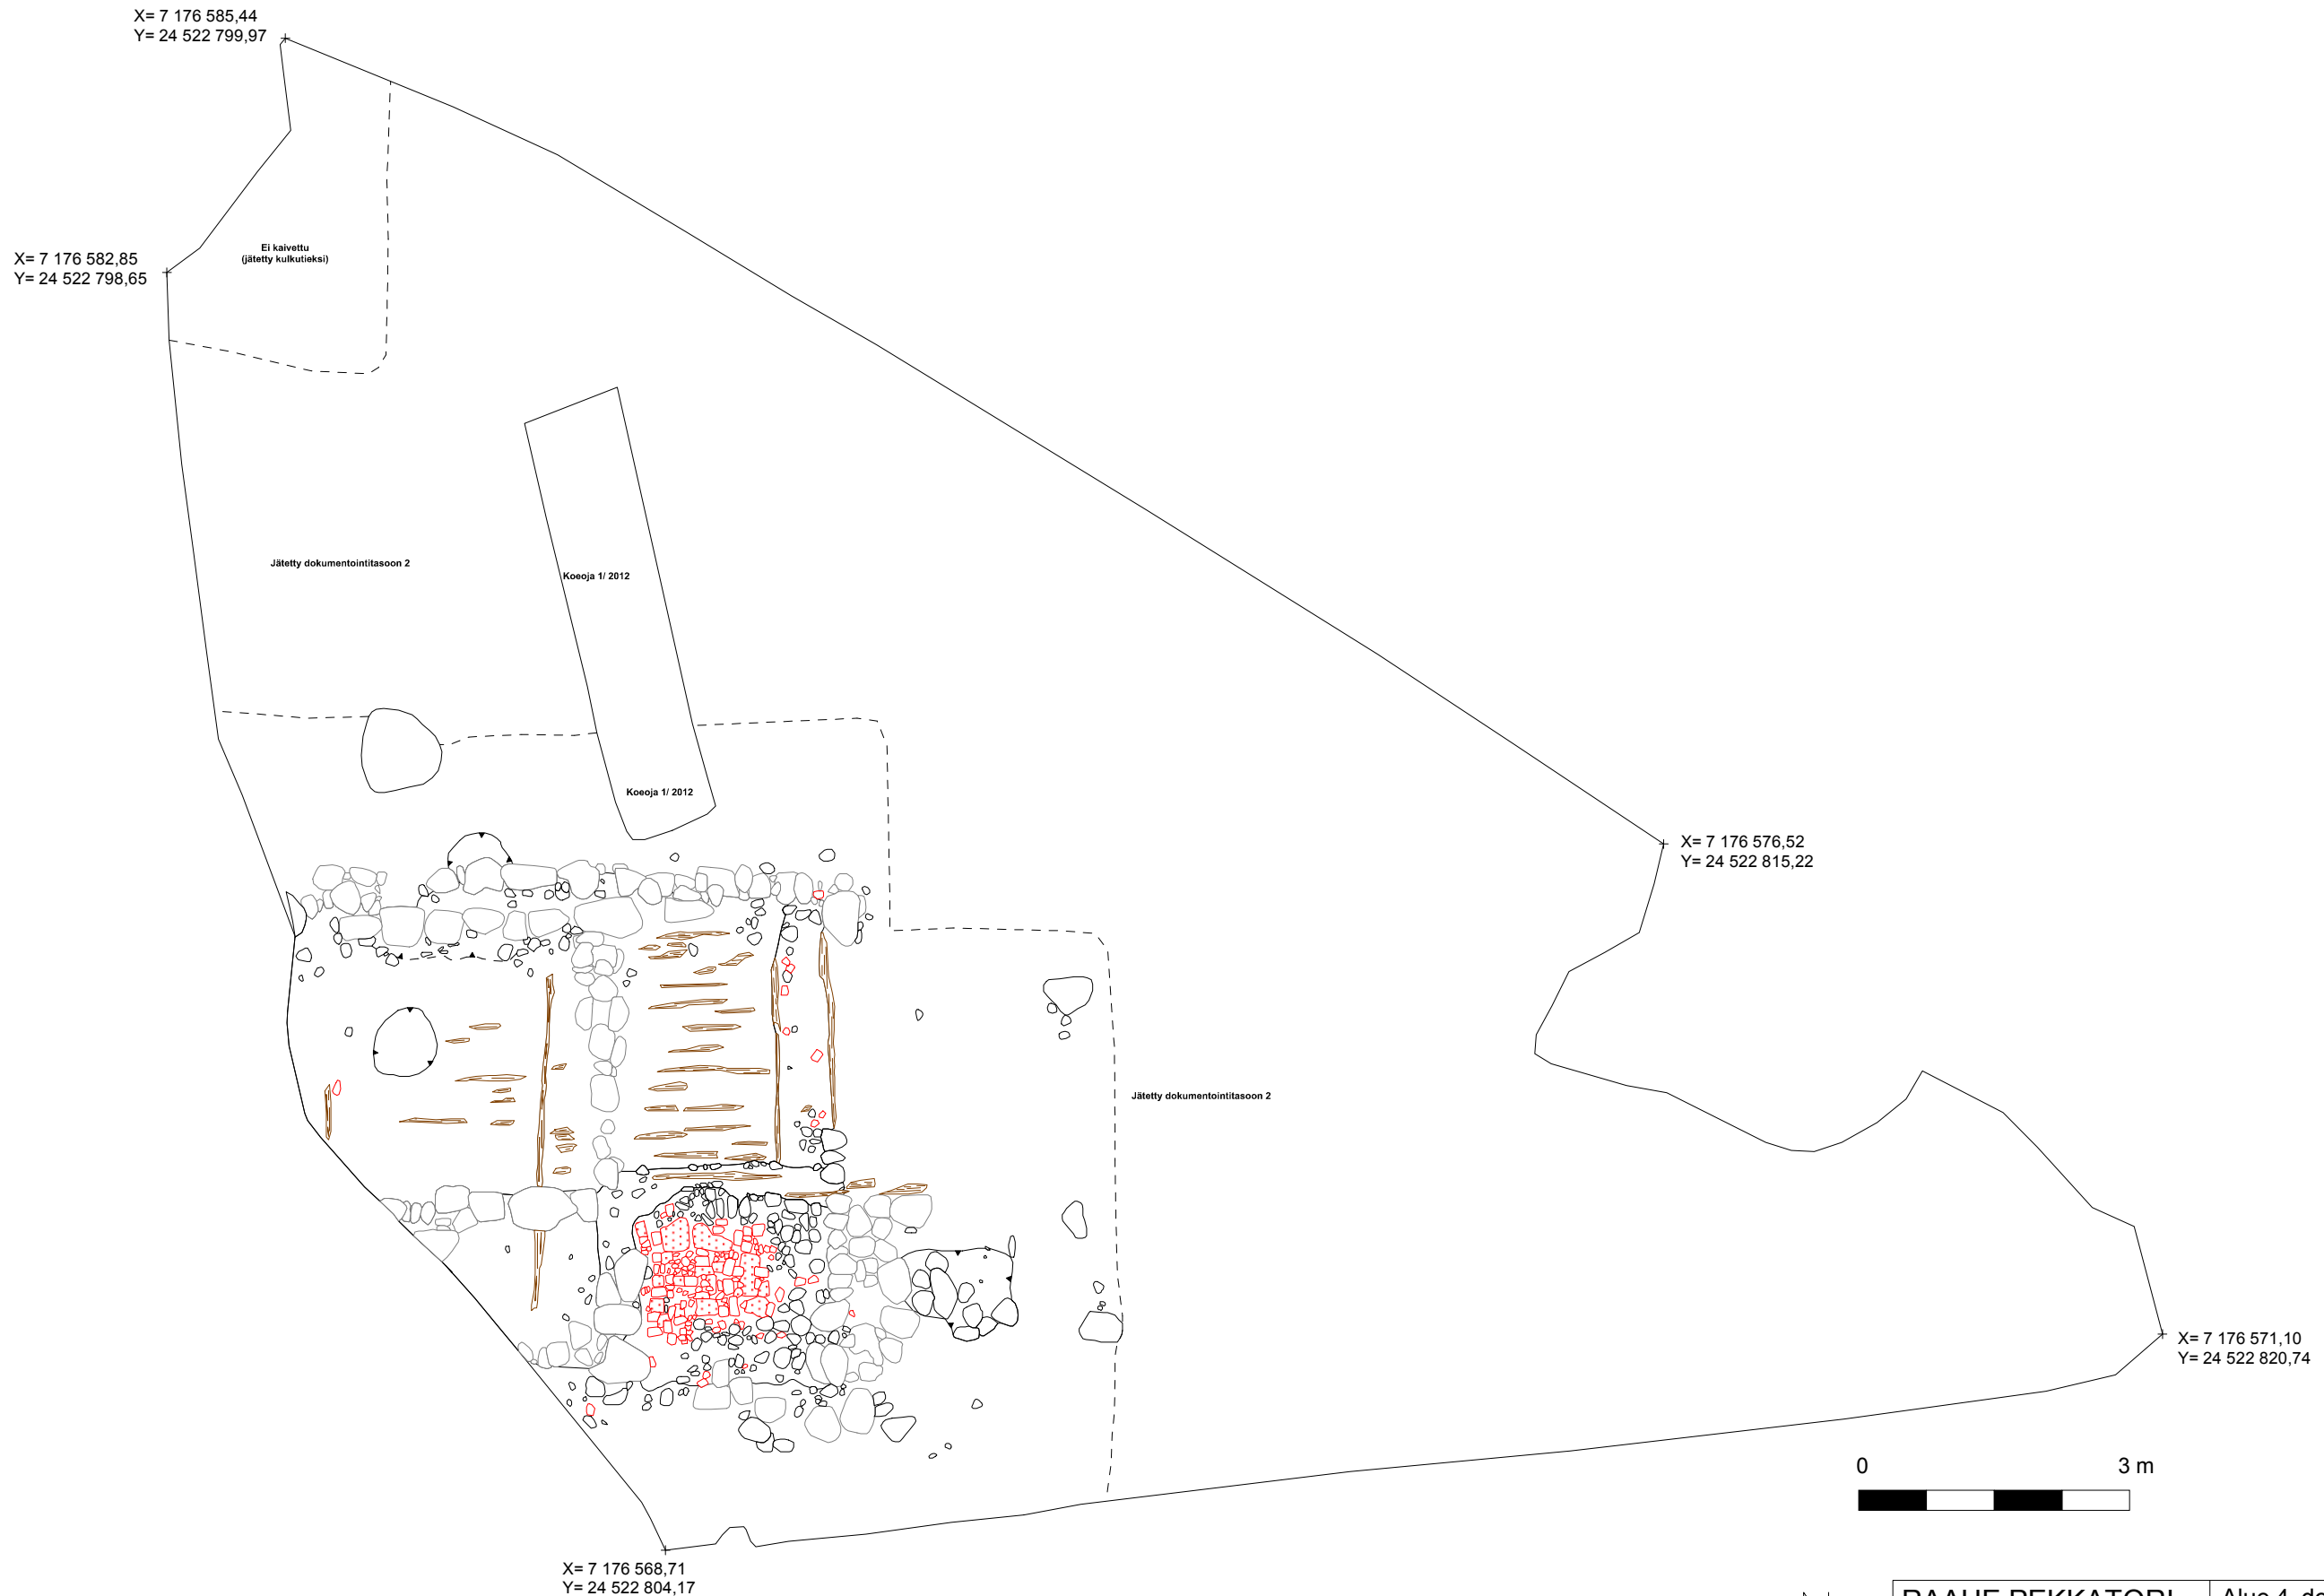 X= 7 176 585,44
Y= 24 522 799,97
X= 7 176 582,85
Y= 24 522 798,65
Ei kaivettu
(jätetty kulkutieksi)
Jätetty dokumentointitasoon 2
Koeoja 1/ 2012
Koeoja 1/ 2012
X= 7 176 576,52
Y= 24 522 815,22
Jätetty dokumentointitasoon 2
X= 7 176 571,10
Y= 24 522 820,74
0 3 m
X= 7 176 568,71
Y= 24 522 804,17